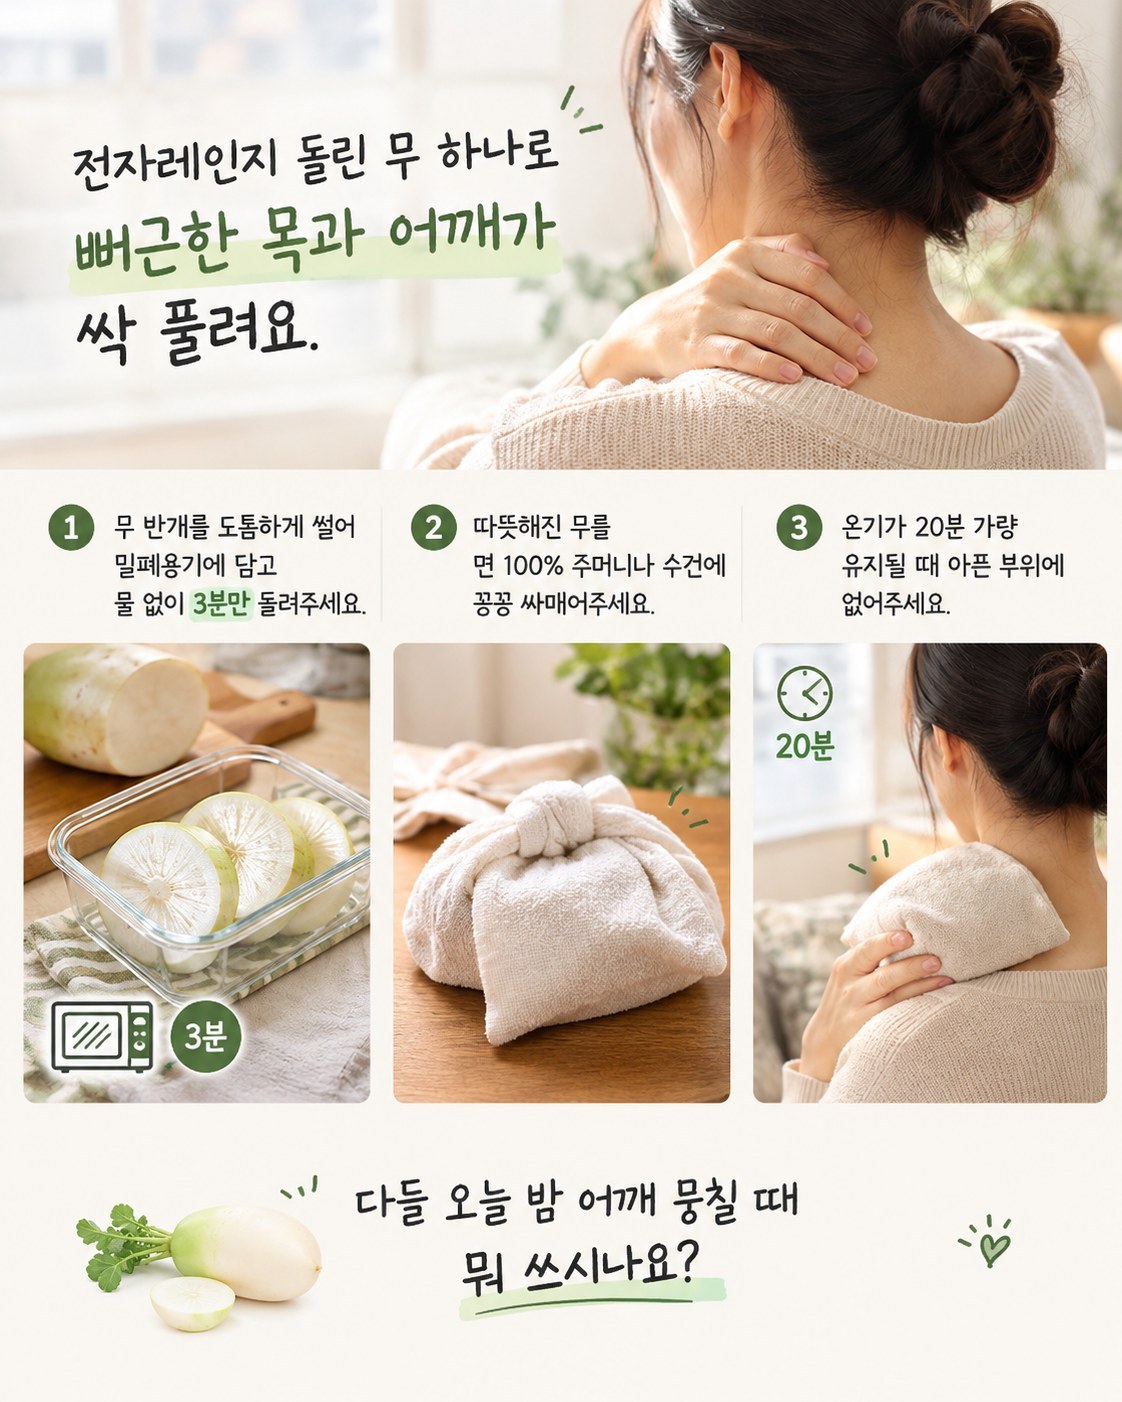 전자레인지 돌린 무 하나로
뻐근한 목과 어깨가
싹 풀려요.
1
무 반개를 도톰하게 썰어
밀폐용기에 담고
물 없이 3분만 돌려주세요.
2
따뜻해진 무를
면 100% 주머니나 수건에
꽁꽁 싸매어주세요.
3
온기가 20분 가량
유지될 때 아픈 부위에
없어주세요.
3분
20분
다들 오늘 밤 어깨 뭉칠 때
뭐 쓰시나요?